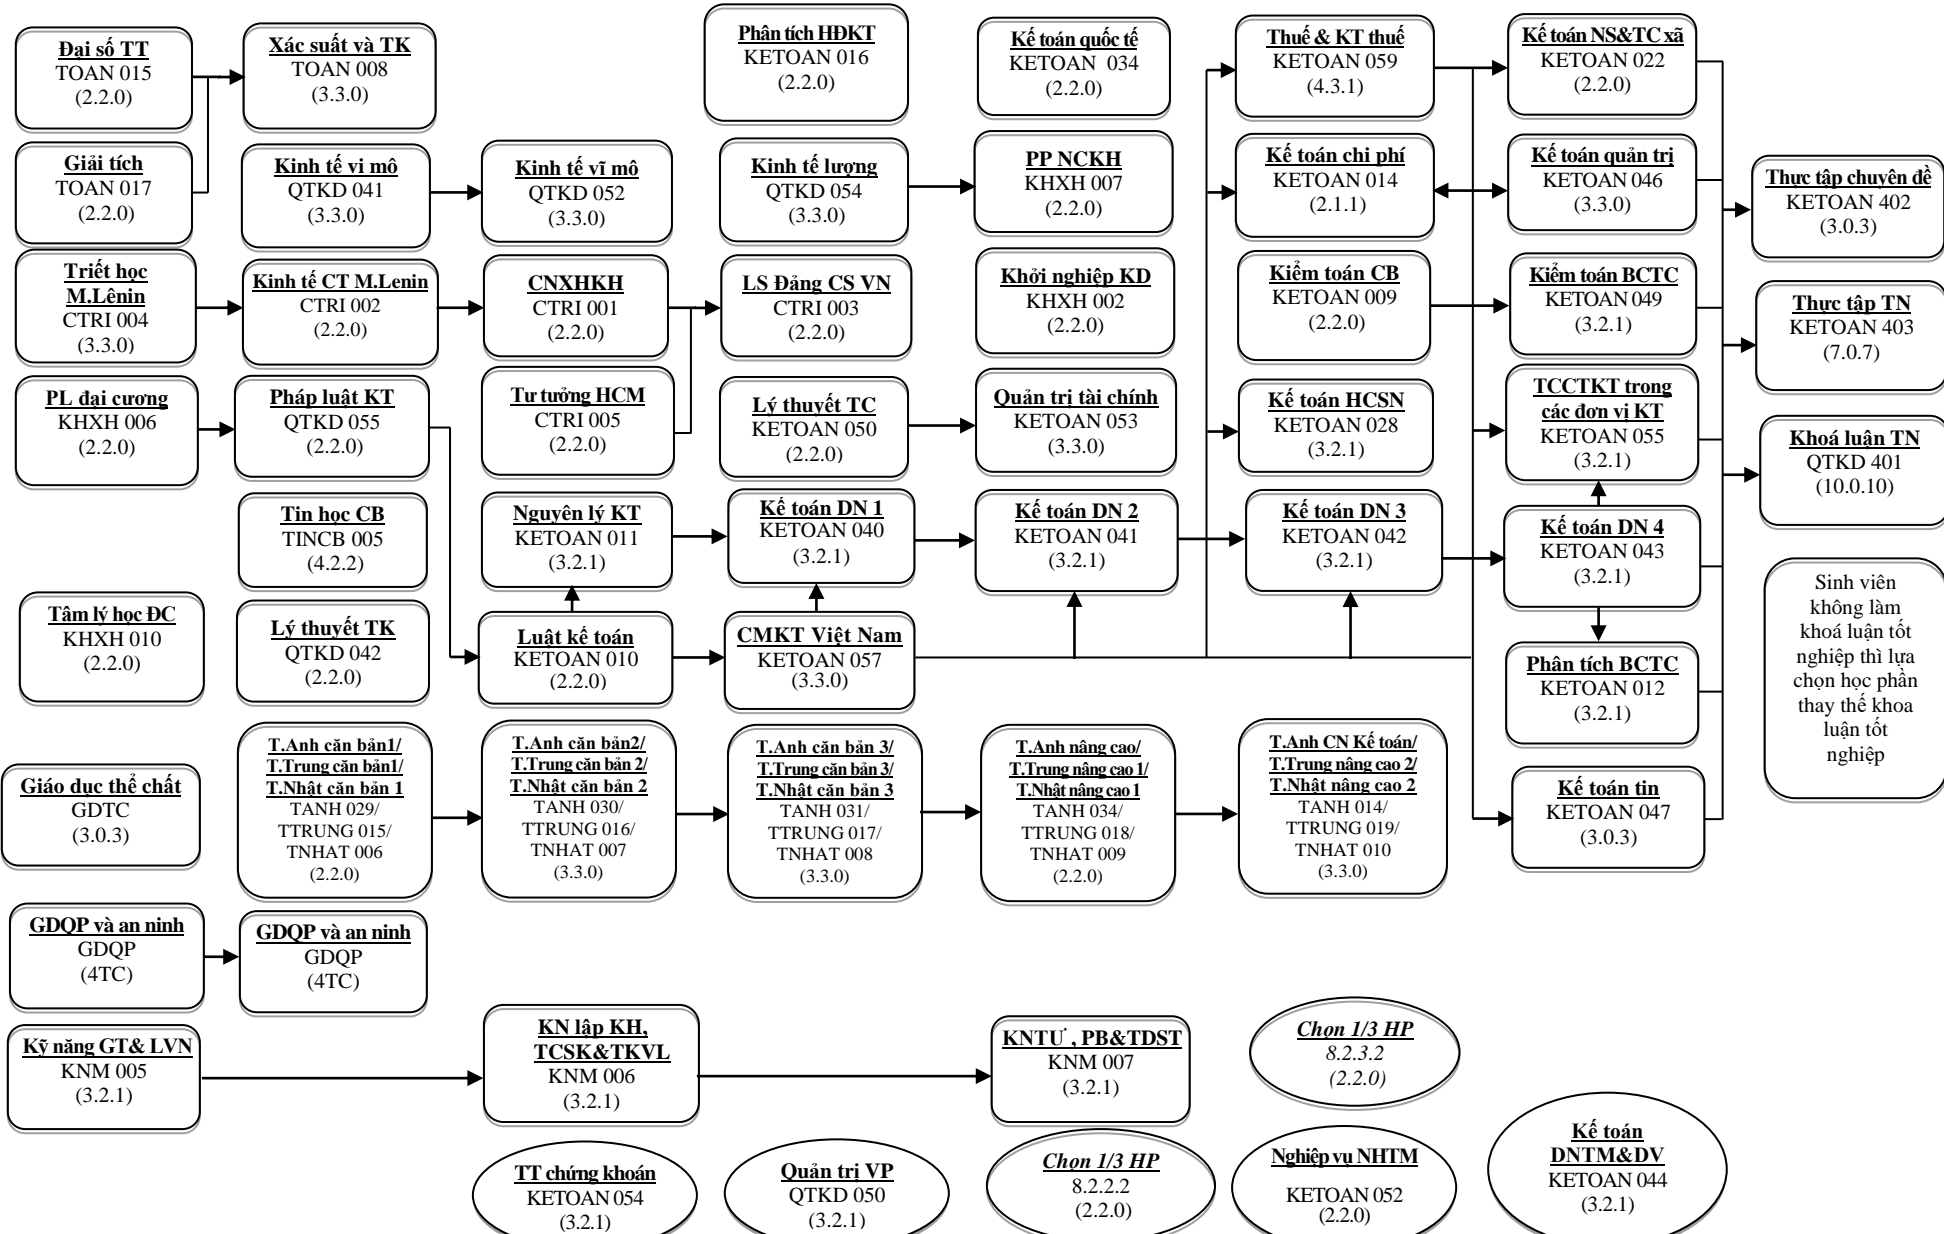 Đại số TT
TOAN 015
(2.2.0)
Xác suất và TK
TOAN 008
(3.3.0)
Phân tích HĐKT
KETOAN 016
(2.2.0)
Kế toán quốc tế
KETOAN 034
(2.2.0)
Thuế & KT thuế
KETOAN 059
(4.3.1)
Kế toán NS&TC xã
KETOAN 022
(2.2.0)
Giải tích
TOAN 017
(2.2.0)
Kinh tế vi mô
QTKD 041
(3.3.0)
Kinh tế vĩ mô
QTKD 052
(3.3.0)
Kinh tế lượng
QTKD 054
(3.3.0)
PP NCKH
KHXH 007
(2.2.0)
Kế toán chi phí
KETOAN 014
(2.1.1)
Kế toán quản trị
KETOAN 046
(3.3.0)
Thực tập chuyên đề
KETOAN 402
(3.0.3)
Triết học
M.Lênin
CTRI 004
(3.3.0)
Kinh tế CT M.Lenin
CTRI 002
(2.2.0)
CNXHKH
CTRI 001
(2.2.0)
LS Đảng CS VN
CTRI 003
(2.2.0)
Khởi nghiệp KD
KHXH 002
(2.2.0)
Kiểm toán CB
KETOAN 009
(2.2.0)
Kiểm toán BCTC
KETOAN 049
(3.2.1)
Thực tập TN
KETOAN 403
(7.0.7)
PL đại cương
KHXH 006
(2.2.0)
Pháp luật KT
QTKD 055
(2.2.0)
Tư tưởng HCM
CTRI 005
(2.2.0)
Lý thuyết TC
KETOAN 050
(2.2.0)
Quản trị tài chính
KETOAN 053
(3.3.0)
Kế toán HCSN
KETOAN 028
(3.2.1)
TCCTKT trong
các đơn vị KT
KETOAN 055
(3.2.1)
Khoá luận TN
QTKD 401
(10.0.10)
Tin học CB
TINCB 005
(4.2.2)
Nguyên lý KT
KETOAN 011
(3.2.1)
Kế toán DN 1
KETOAN 040
(3.2.1)
Kế toán DN 2
KETOAN 041
(3.2.1)
Kế toán DN 3
KETOAN 042
(3.2.1)
Kế toán DN 4
KETOAN 043
(3.2.1)
Sinh viên
không làm
khoá luận tốt
nghiệp thì lựa
chọn học phần
thay thế khoa
luận tốt
nghiệp
Tâm lý học ĐC
KHXH 010
(2.2.0)
Lý thuyết TK
QTKD 042
(2.2.0)
Luật kế toán
KETOAN 010
(2.2.0)
CMKT Việt Nam
KETOAN 057
(3.3.0)
Phân tích BCTC
KETOAN 012
(3.2.1)
Giáo dục thể chất
GDTC
(3.0.3)
T.Anh căn bản1/
T.Trung căn bản1/
T.Nhật căn bản 1
TANH 029/
TTRUNG 015/
TNHAT 006
(2.2.0)
T.Anh căn bản2/
T.Trung căn bản 2/
T.Nhật căn bản 2
TANH 030/
TTRUNG 016/
TNHAT 007
(3.3.0)
T.Anh căn bản 3/
T.Trung căn bản 3/
T.Nhật căn bản 3
TANH 031/
TTRUNG 017/
TNHAT 008
(3.3.0)
T.Anh nâng cao/
T.Trung nâng cao 1/
T.Nhật nâng cao 1
TANH 034/
TTRUNG 018/
TNHAT 009
(2.2.0)
T.Anh CN Kế toán/
T.Trung nâng cao 2/
T.Nhật nâng cao 2
TANH 014/
TTRUNG 019/
TNHAT 010
(3.3.0)
Kế toán tin
KETOAN 047
(3.0.3)
GDQP và an ninh
GDQP
(4TC)
GDQP và an ninh
GDQP
(4TC)
Kỹ năng GT& LVN
KNM 005
(3.2.1)
KN lập KH,
TCSK&TKVL
KNM 006
(3.2.1)
KNTƯ , PB&TDST
KNM 007
(3.2.1)
Chọn 1/3 HP
8.2.3.2
(2.2.0)
TT chứng khoán
KETOAN 054
(3.2.1)
Quản trị VP
QTKD 050
(3.2.1)
Chọn 1/3 HP
8.2.2.2
(2.2.0)
Nghiệp vụ NHTM
KETOAN 052
(2.2.0)
Kế toán
DNTM&DV
KETOAN 044
(3.2.1)